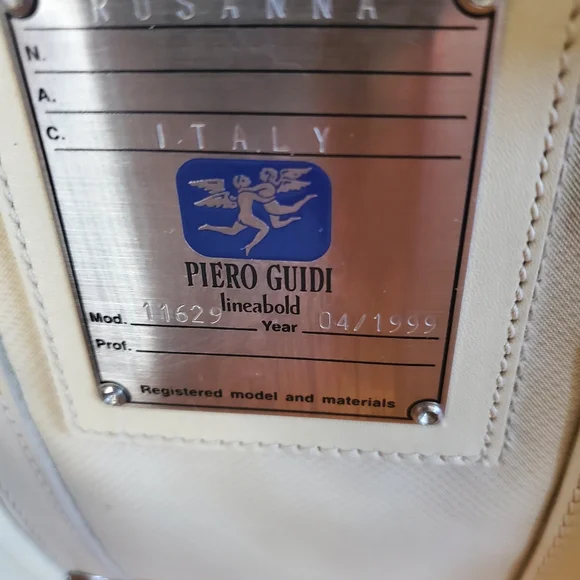 ROSANNA
N.
A.
C. ITALY
PIERO GUIDI
lineabold
Mod. 11629 Year 04/1999
Prof.
Registered model and materials